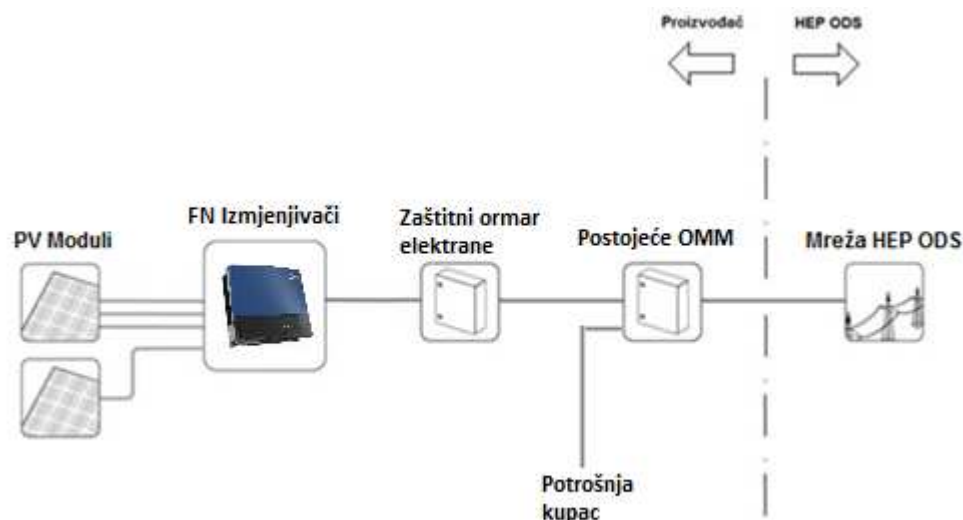 Proizvođač
HEP ODS
FN Izmjenjivači
Zaštitni ormar
elektrane
PV Moduli
Postojeće OMM
Mreža HEP ODS
Potrošnja
kupac